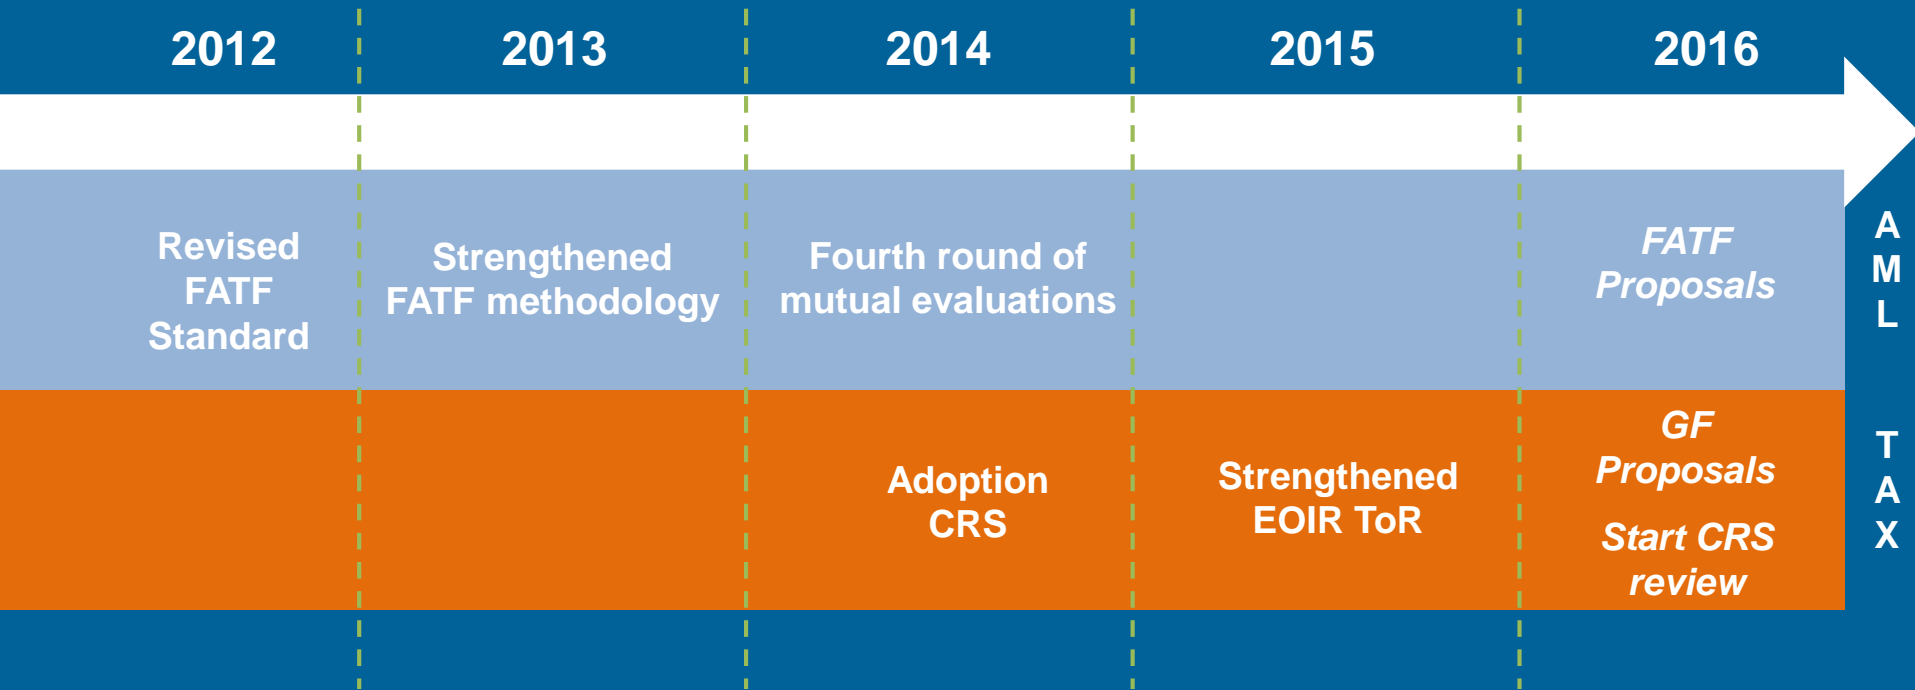 2012
2013
2014
2015
2016
Revised
FATF
Standard
Strengthened
FATF methodology
Fourth round of
mutual evaluations
FATF
Proposals
A
M
L
Adoption
CRS
Strengthened
EOIR ToR
GF
Proposals
Start CRS
review
T
A
X